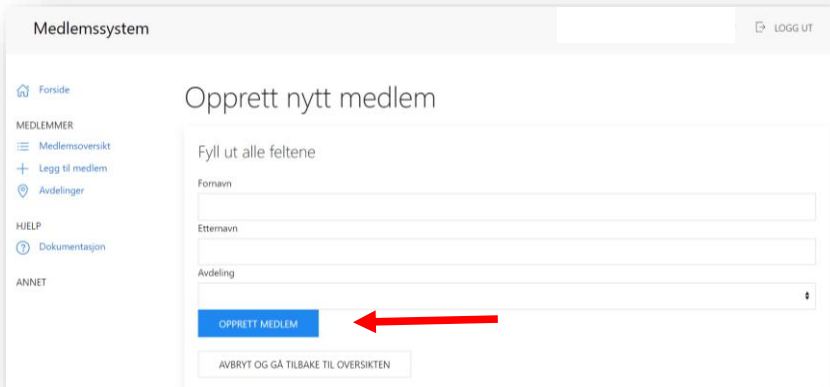 Medlemssystem
LOGG UT
Forside
MEDLEMMER
Medlemsoversikt
Legg til medlem
Avdelinger
HJELP
Dokumentasjon
ANNET
Opprett nytt medlem
Fyll ut alle feltene
Fornavn
Etternavn
Avdeling
OPPRETT MEDLEM
AVBRYT OG GÅ TILBAKE TIL OVERSIKTEN